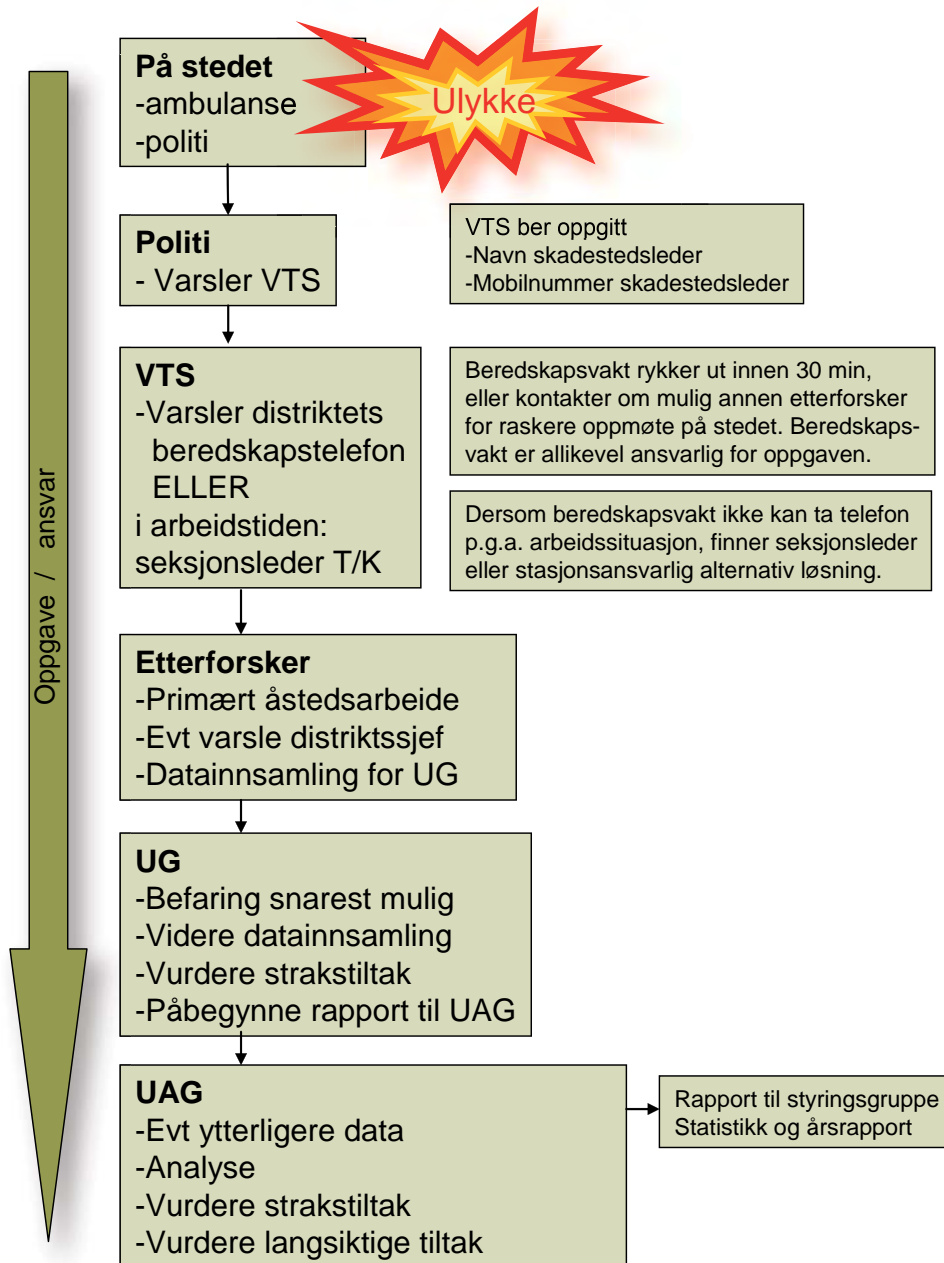 På stedet
-ambulanse
-politi
Ulykke
Politi
- Varsler VTS
VTS ber oppgitt
-Navn skadestedsleder
-Mobilnummer skadestedsleder
VTS
-Varsler distriktets
beredskapstelefon
ELLER
i arbeidstiden:
seksjonsleder T/K
Beredskapsvakt rykker ut innen 30 min,
eller kontakter om mulig annen etterforsker
for raskere oppmøte på stedet. Beredskaps-
vakt er allikevel ansvarlig for oppgaven.
Dersom beredskapsvakt ikke kan ta telefon
p.g.a. arbeidssituasjon, finner seksjonsleder
eller stasjonsansvarlig alternativ løsning.
Oppgave / ansvar
Etterforsker
-Primært åstedsarbeide
-Evt varsle distriktssjef
-Datainnsamling for UG
UG
-Befaring snarest mulig
-Videre datainnsamling
-Vurdere strakstiltak
-Påbegynne rapport til UAG
UAG
-Evt ytterligere data
-Analyse
-Vurdere strakstiltak
-Vurdere langsiktige tiltak
Rapport til styringsgruppe
Statistikk og årsrapport